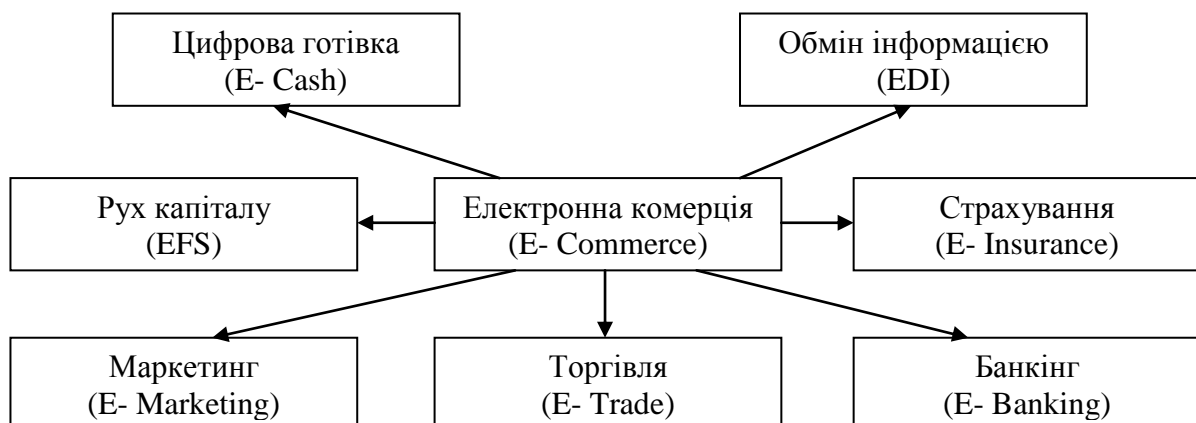 Цифрова готівка
(E- Cash)
Обмін інформацією
(EDI)
Рух капіталу
(EFS)
Електронна комерція
(E- Commerce)
Страхування
(E- Insurance)
Маркетинг
(E- Marketing)
Торгівля
(E- Trade)
Банкінг
(E- Banking)